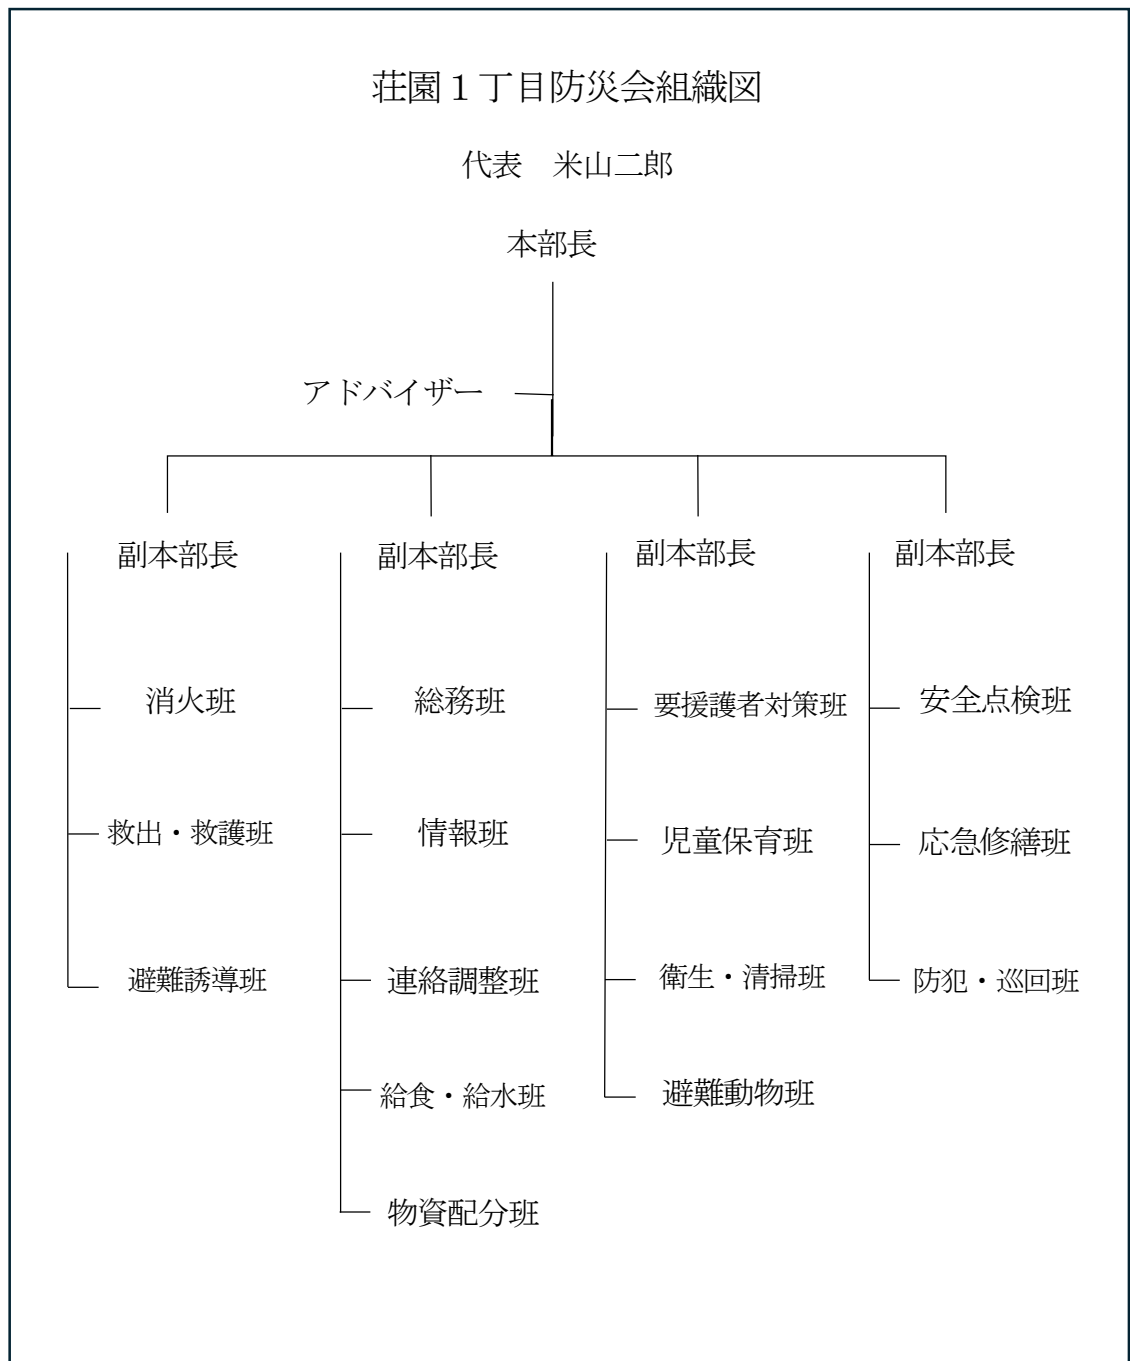 荘園１丁目防災会組織図
代表　米山二郎
本部長
アドバイザー
副本部長
消火班
救出・救護班
避難誘導班
副本部長
総務班
情報班
連絡調整班
給食・給水班
物資配分班
副本部長
要援護者対策班
児童保育班
衛生・清掃班
避難動物班
副本部長
安全点検班
応急修繕班
防犯・巡回班